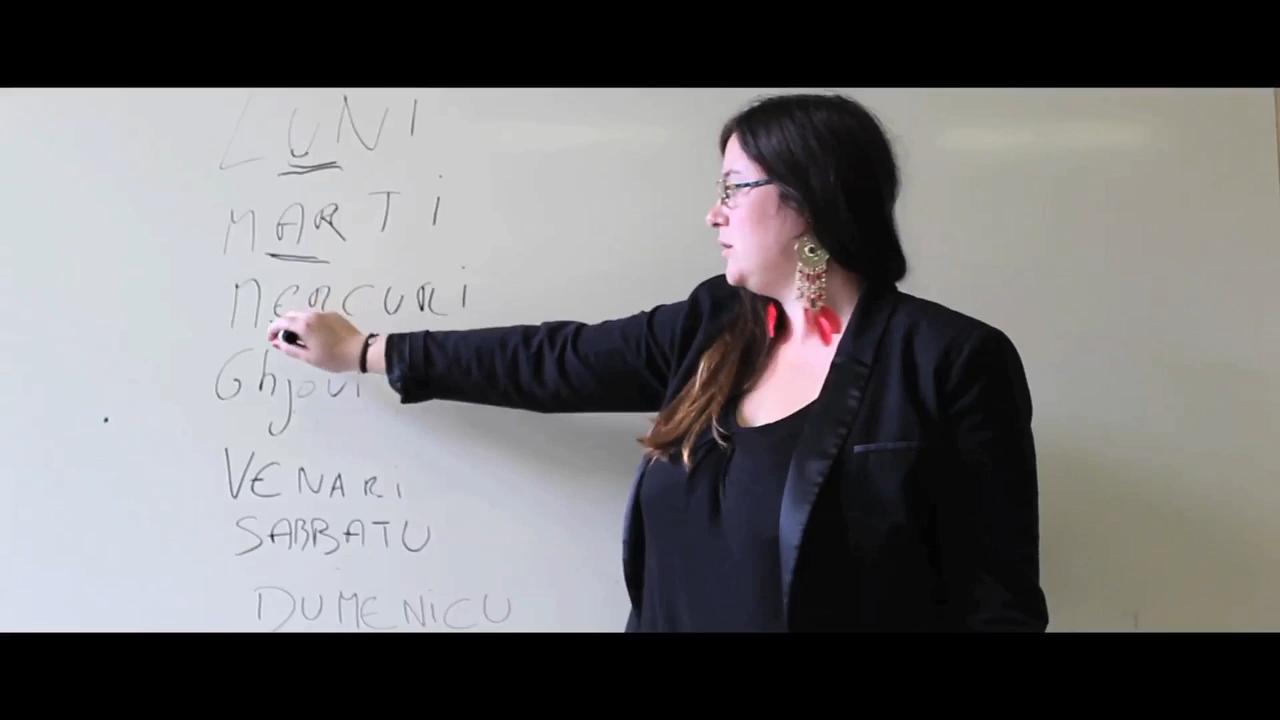 LUNI
MARTI
MERCURI
Ghjovi
VENARI
SABBATU
DUMENICU